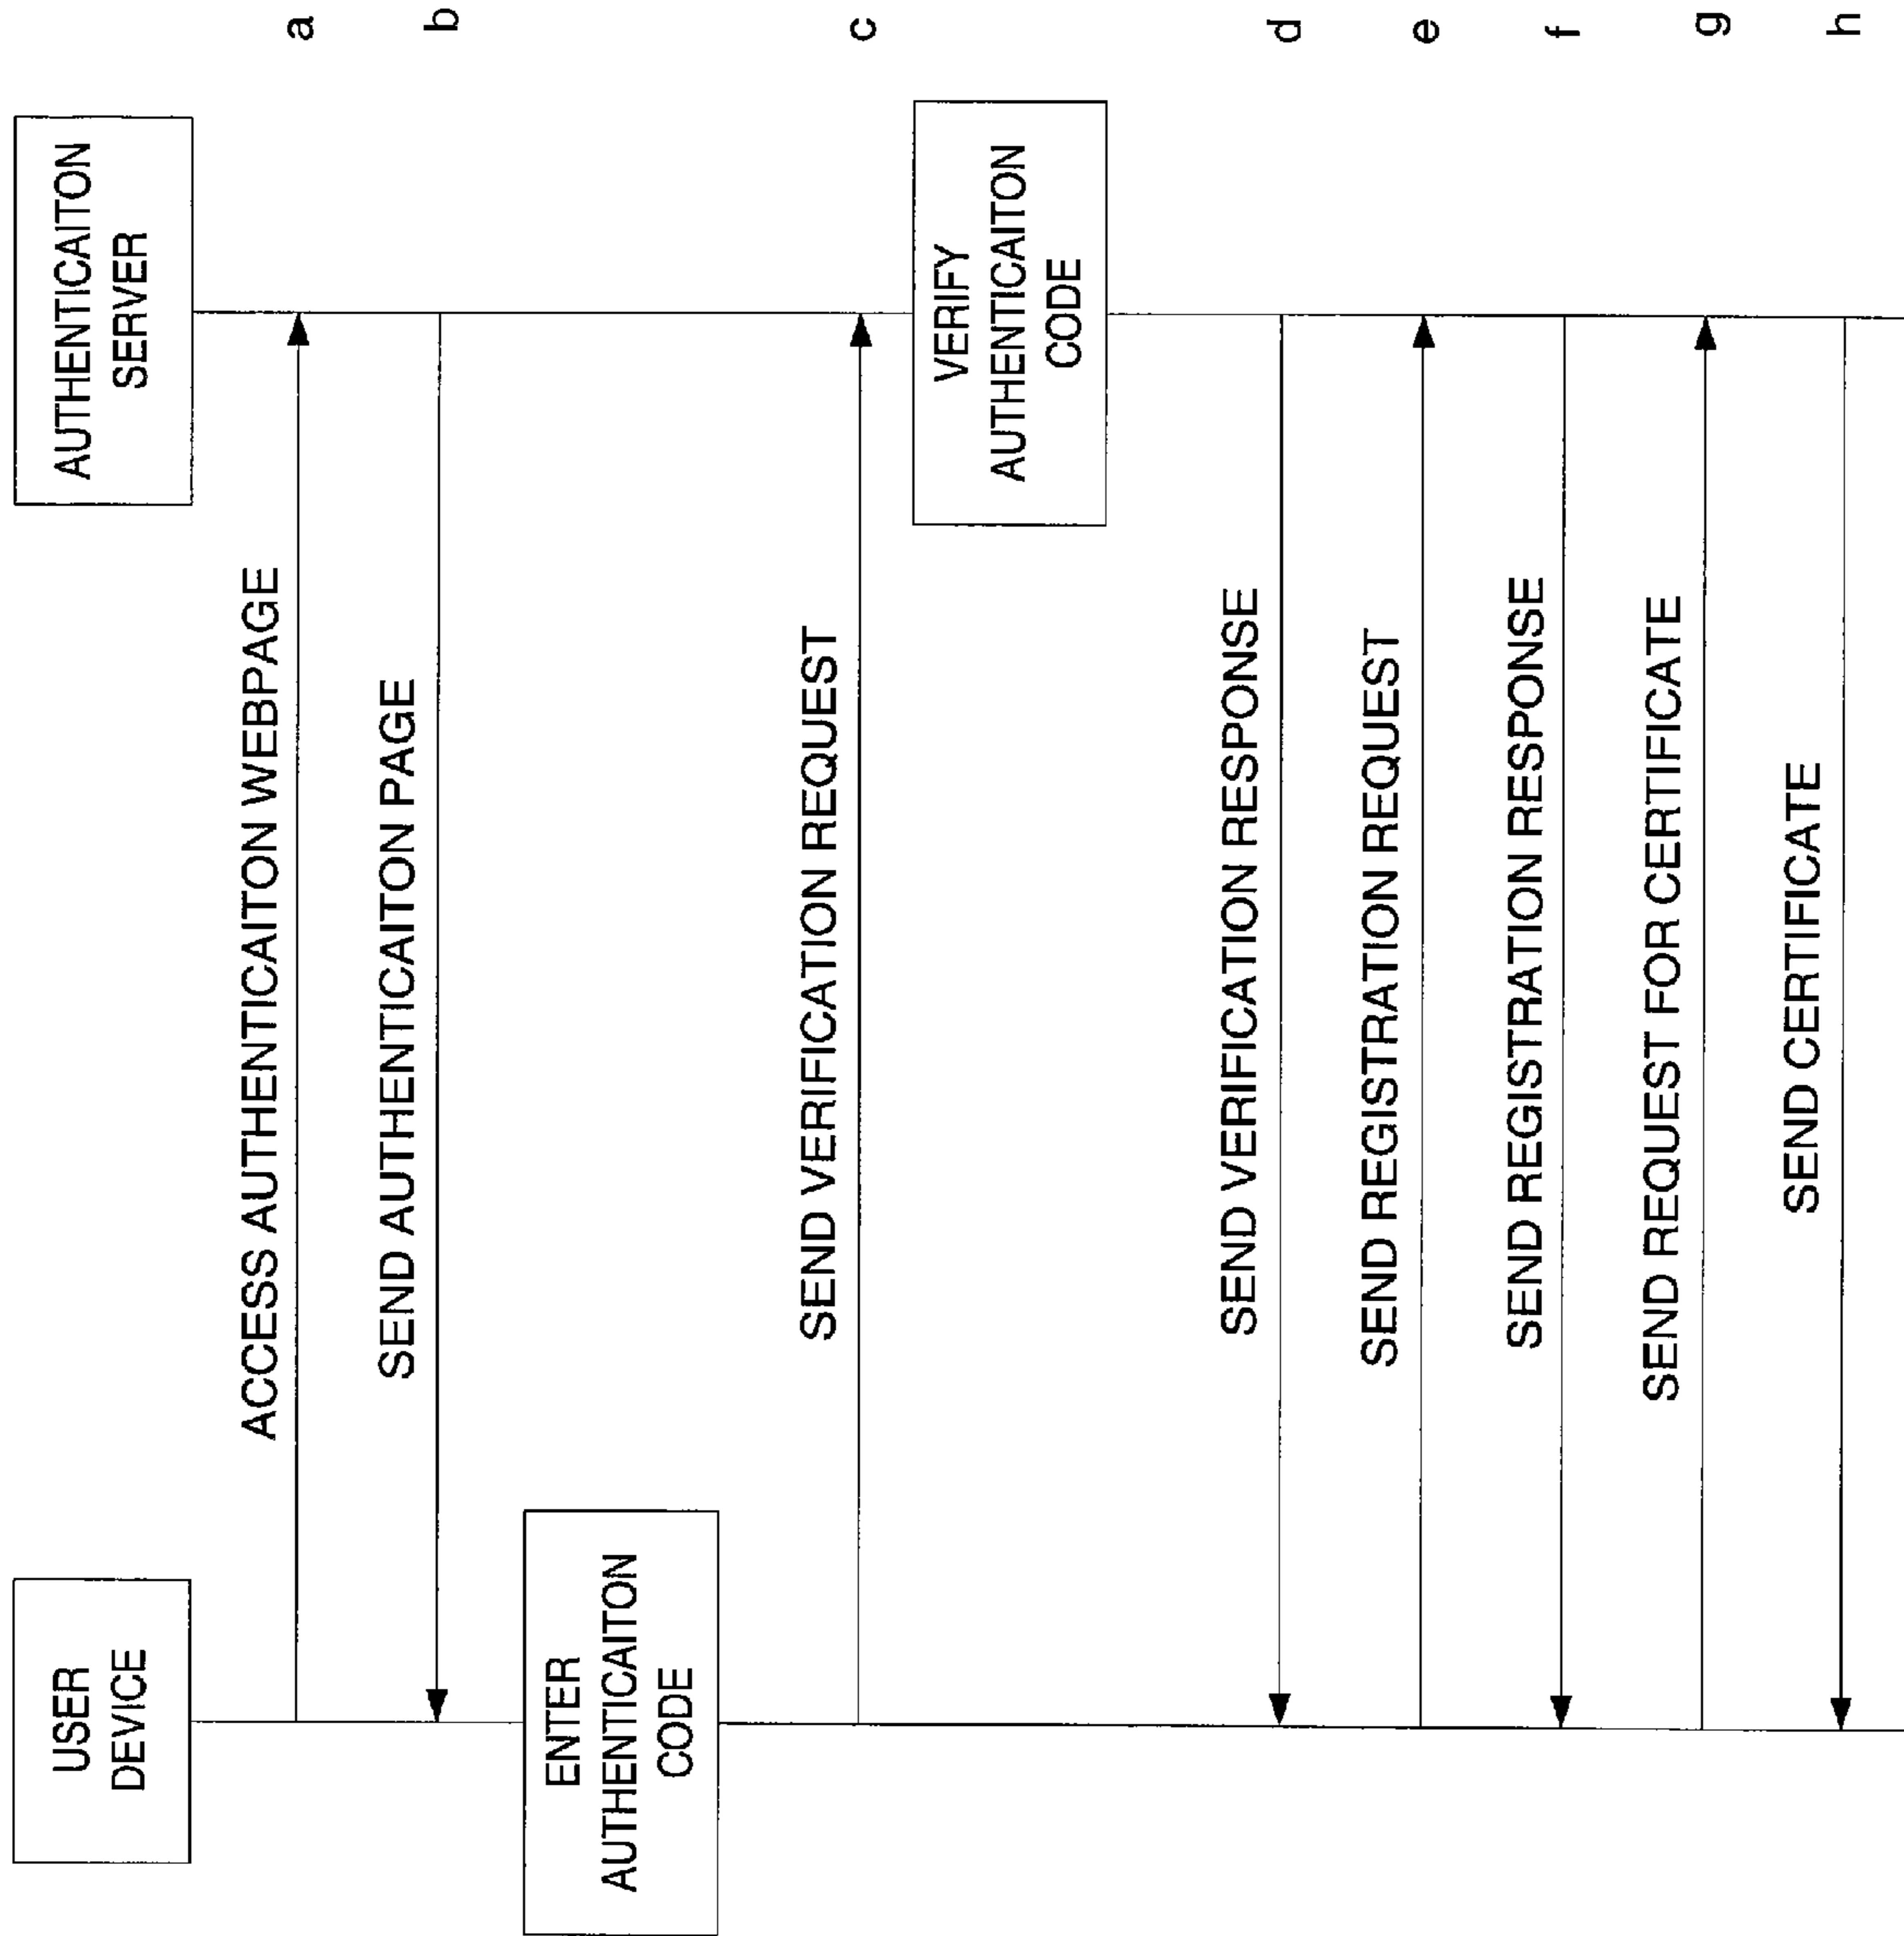 USER
DEVICE
AUTHENTICAITON
SERVER
ACCESS AUTHENTICAITON WEBPAGE
a
SEND AUTHENTICAITON PAGE
b
ENTER
AUTHENTICAITON
CODE
SEND VERIFICATION REQUEST
c
VERIFY
AUTHENTICAITON
CODE
SEND VERIFICATION RESPONSE
d
SEND REGISTRATION REQUEST
e
SEND REGISTRATION RESPONSE
f
SEND REQUEST FOR CERTIFICATE
g
SEND CERTIFICATE
h